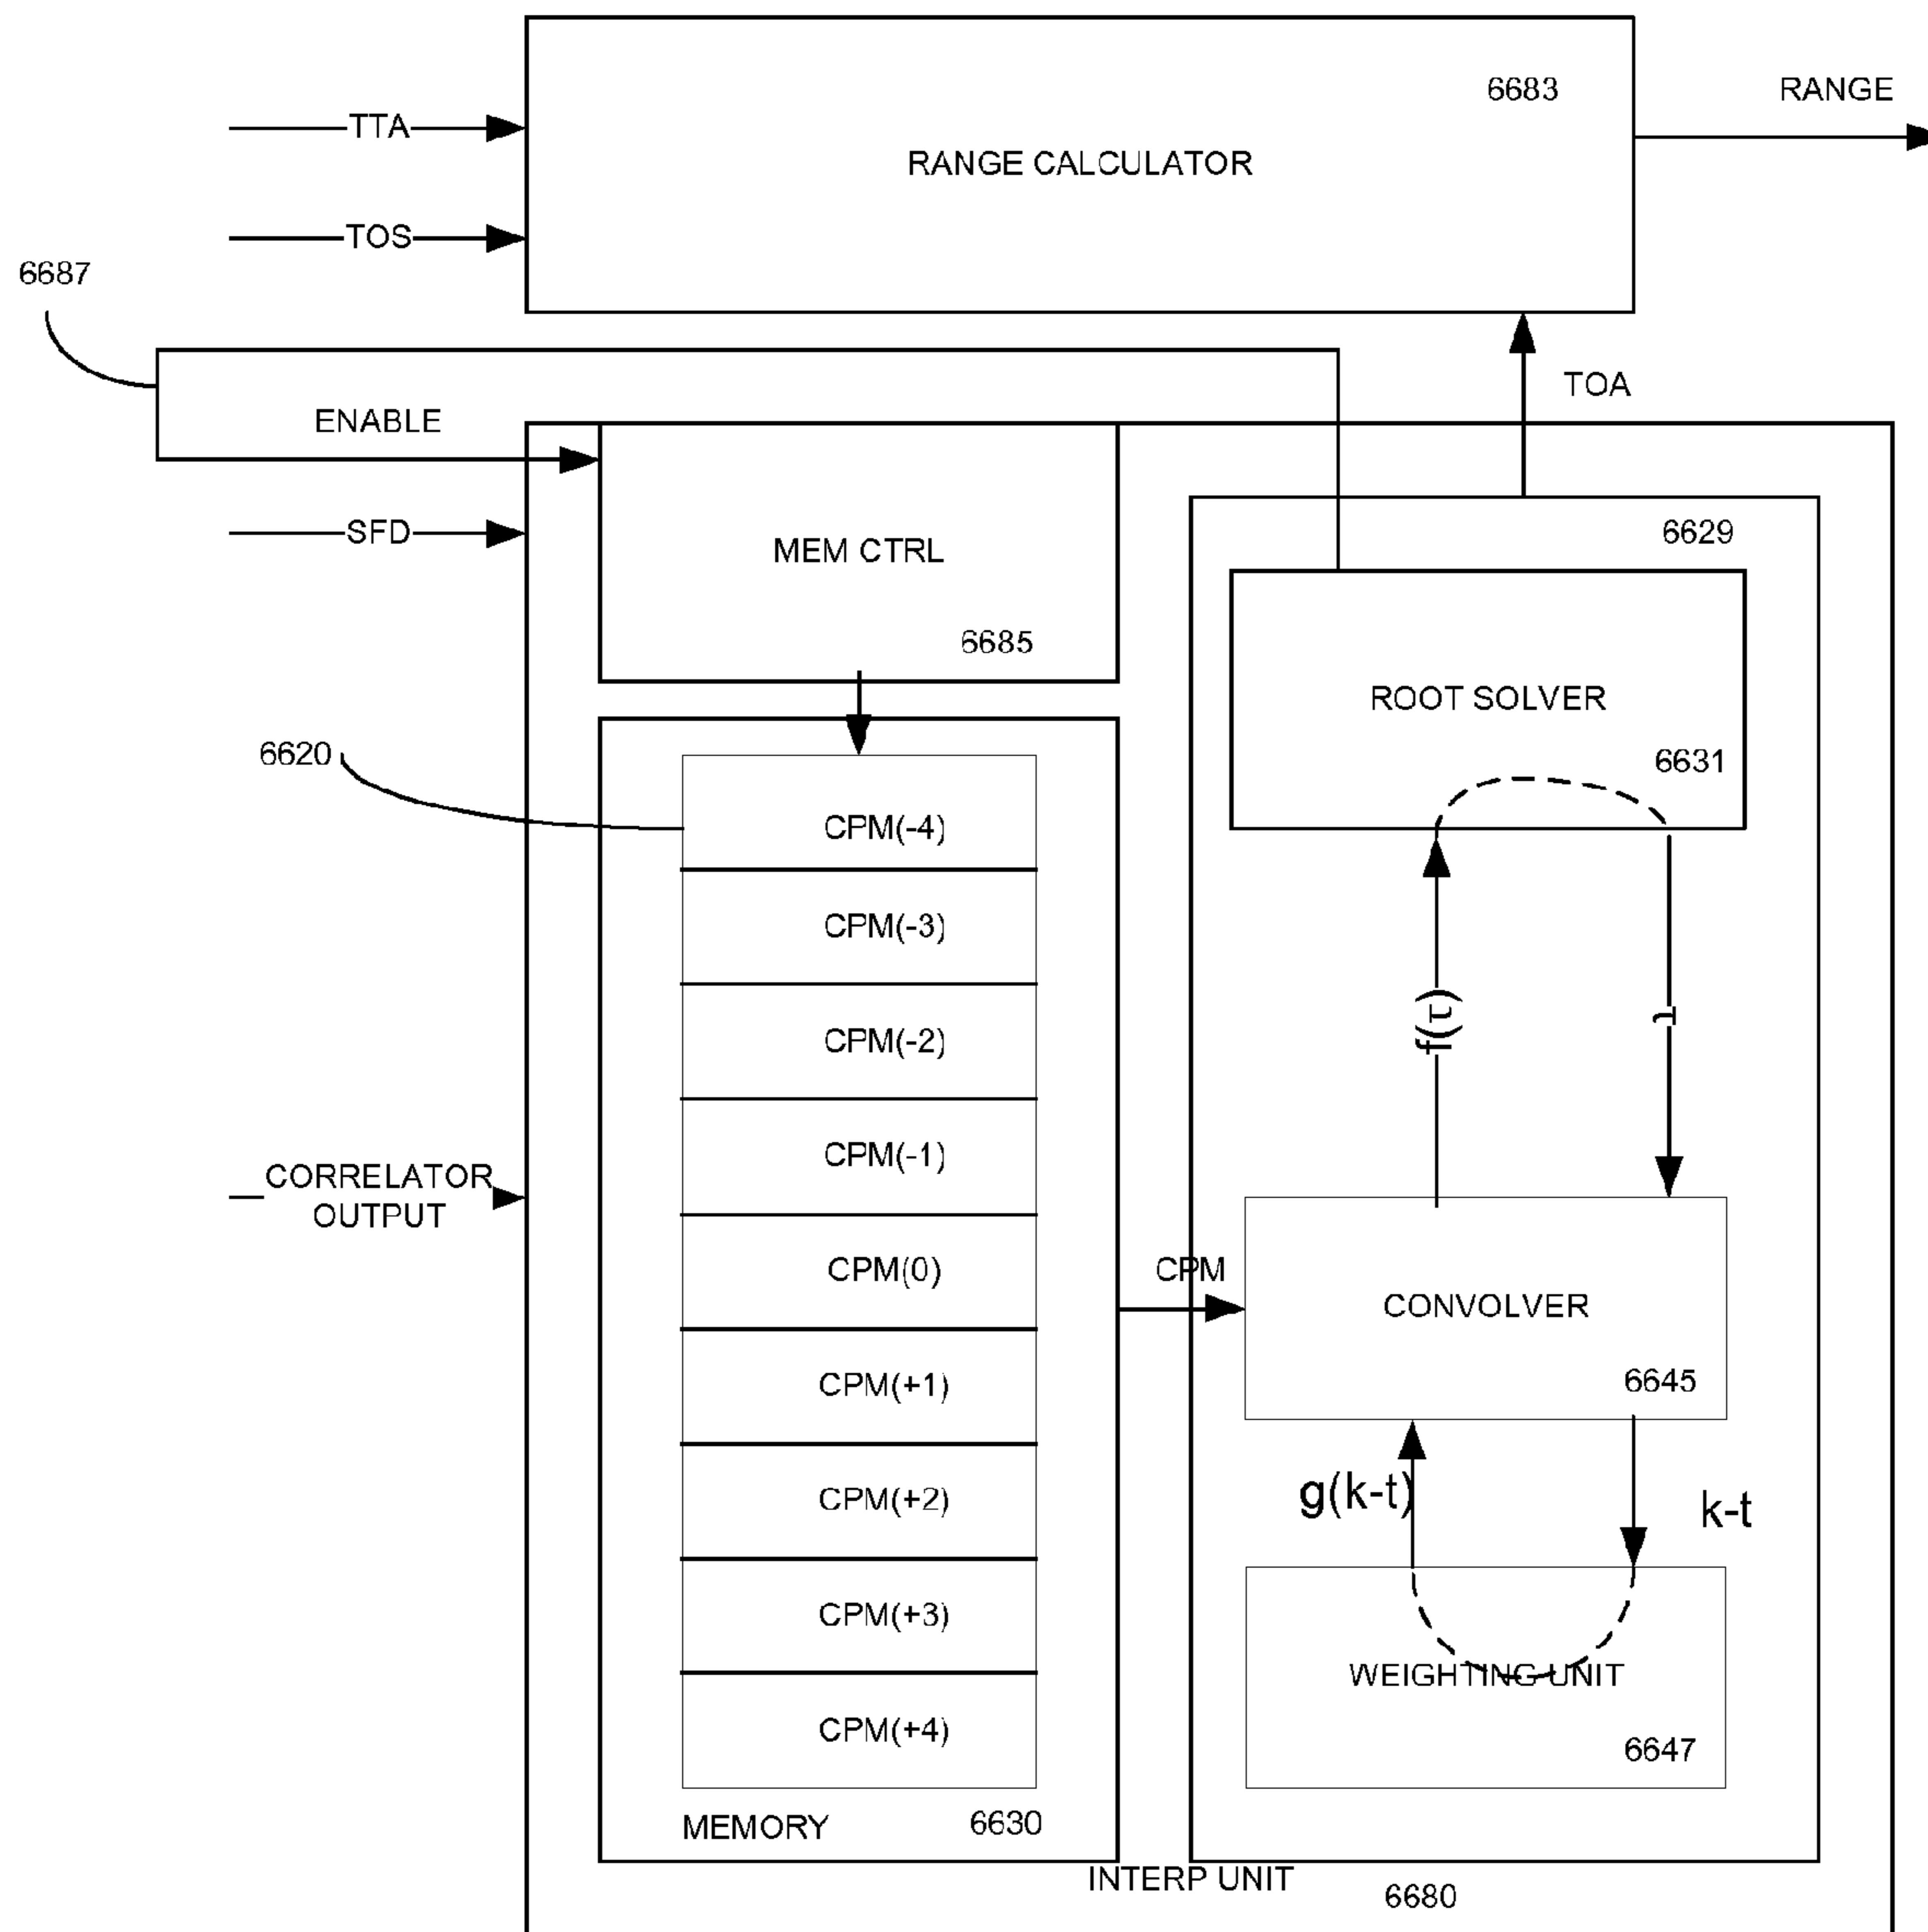 6683
RANGE
TTA
RANGE CALCULATOR
TOS
6687
TOA
ENABLE
SFD
6629
MEM CTRL
6685
ROOT SOLVER
6631
6620
CPM(-4)
CPM(-3)
CPM(-2)
f(τ)
τ
CPM(-1)
CORRELATOR
OUTPUT
CPM(0)
CPM
CONVOLVER
6645
CPM(+1)
CPM(+2)
g(k-t)
k-t
CPM(+3)
WEIGHTING UNIT
6647
CPM(+4)
MEMORY
6630
INTERP UNIT
6680